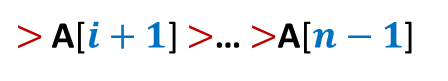 > A[i + 1] >... >A[n − 1]